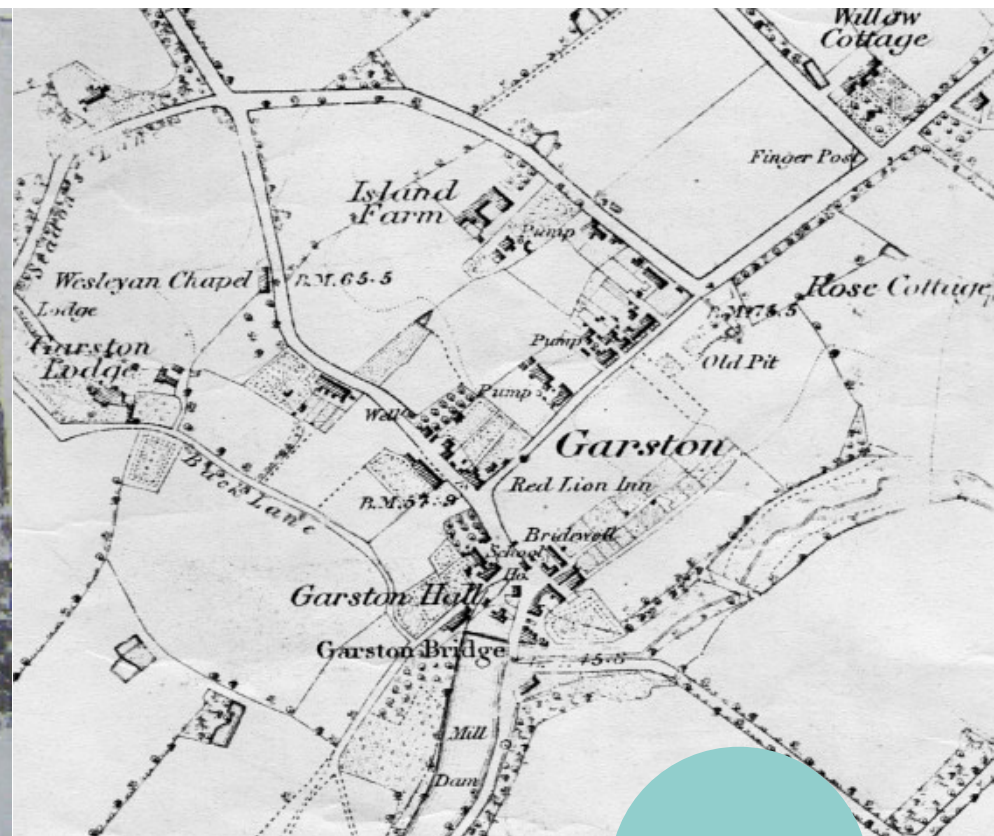 Willow
Cottage
Finger Post
Island
Farm
Pump
Wesleyan Chapel
B.M. 65.5
Rose Cottage
Lodge
Garston
Lodge
Pump
Old Pit
Pump
Well
Garston
Back Lane
Red Lion Inn
B.M. 57.9
Bridewell
School
Ho.
Garston Hall
Garston Bridge
45.8
Mill
Dam